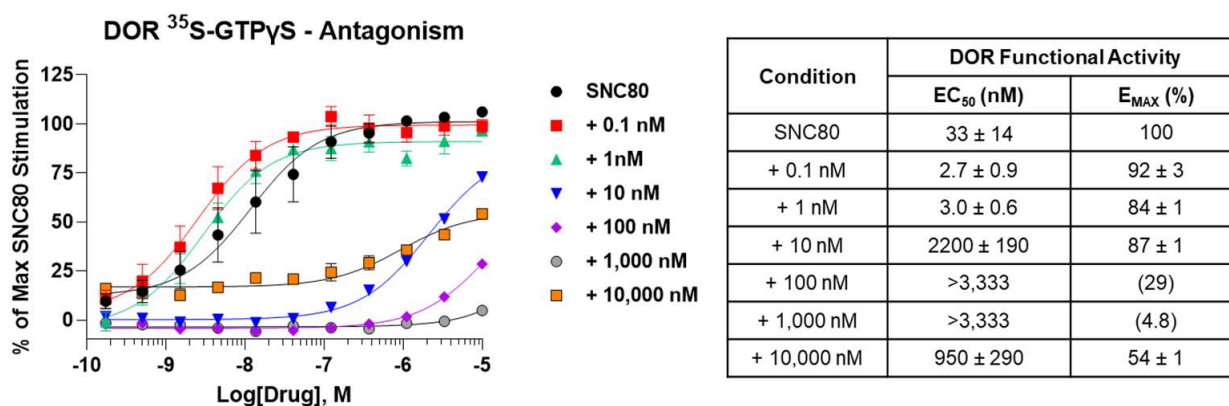 DOR ³⁵S-GTPγS - Antagonism
% of Max SNC80 Stimulation
125
100
75
50
25
0
-10
-9
-8
-7
-6
-5
Log[Drug], M
SNC80
+ 0.1 nM
+ 1nM
+ 10 nM
+ 100 nM
+ 1,000 nM
+ 10,000 nM
Condition DOR Functional Activity
EC₅₀ (nM) E_MAX (%)
SNC80 33 ± 14 100
+ 0.1 nM 2.7 ± 0.9 92 ± 3
+ 1 nM 3.0 ± 0.6 84 ± 1
+ 10 nM 2200 ± 190 87 ± 1
+ 100 nM >3,333 (29)
+ 1,000 nM >3,333 (4.8)
+ 10,000 nM 950 ± 290 54 ± 1